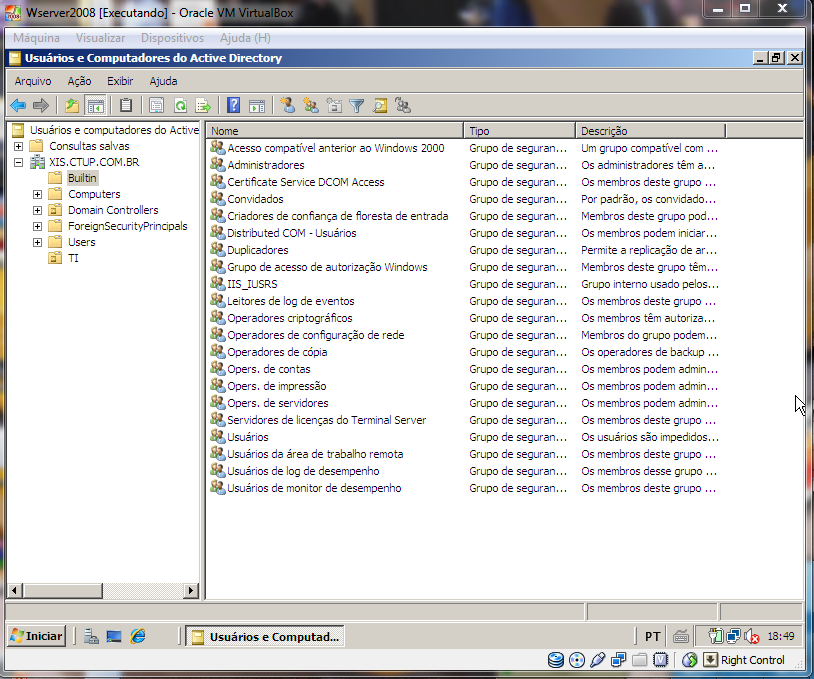 Wserver2008 [Executando] - Oracle VM VirtualBox
Máquina Visualizar Dispositivos Ajuda (H)
Usuários e Computadores do Active Directory
Arquivo Ação Exibir Ajuda
Usuários e computadores do Active
Consultas salvas
XIS.CTUP.COM.BR
Builtin
Computers
Domain Controllers
ForeignSecurityPrincipals
Users
TI
Nome Tipo Descrição
Acesso compatível anterior ao Windows 2000 Grupo de seguran... Um grupo compatível com ...
Administradores Grupo de seguran... Os administradores têm a...
Certificate Service DCOM Access Grupo de seguran... Os membros deste grupo ...
Convidados Grupo de seguran... Por padrão, os convidado...
Criadores de confiança de floresta de entrada Grupo de seguran... Membros deste grupo pod...
Distributed COM - Usuários Grupo de seguran... Os membros podem iniciar...
Duplicadores Grupo de seguran... Permite a replicação de ar...
Grupo de acesso de autorização Windows Grupo de seguran... Membros deste grupo têm...
IIS_IUSRS Grupo de seguran... Grupo interno usado pelos...
Leitores de log de eventos Grupo de seguran... Os membros deste grupo ...
Operadores criptográficos Grupo de seguran... Os membros têm autoriza...
Operadores de configuração de rede Grupo de seguran... Membros do grupo podem...
Operadores de cópia Grupo de seguran... Os operadores de backup ...
Opers. de contas Grupo de seguran... Os membros podem admin...
Opers. de impressão Grupo de seguran... Os membros podem admin...
Opers. de servidores Grupo de seguran... Os membros podem admin...
Servidores de licenças do Terminal Server Grupo de seguran... Os membros deste grupo ...
Usuários Grupo de seguran... Os usuários são impedidos...
Usuários da área de trabalho remota Grupo de seguran... Os membros deste grupo ...
Usuários de log de desempenho Grupo de seguran... Os membros desse grupo ...
Usuários de monitor de desempenho Grupo de seguran... Os membros deste grupo ...
Iniciar Usuários e Computad... PT 18:49
Right Control